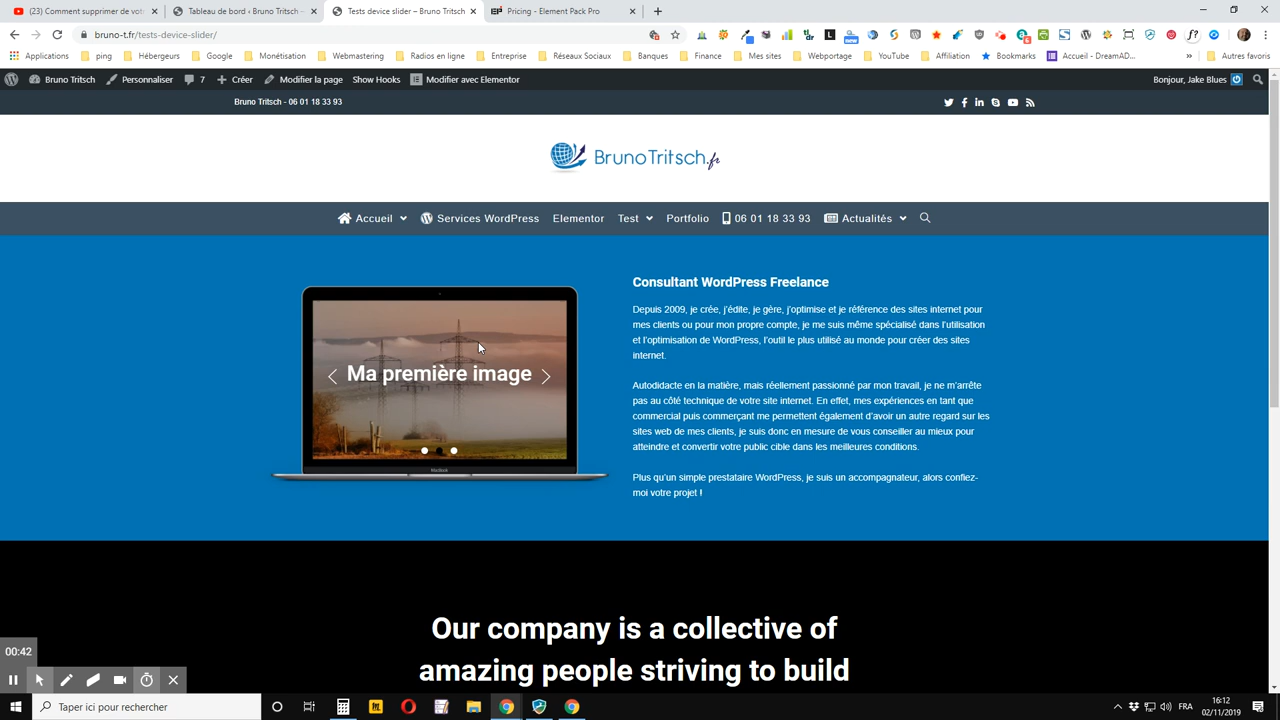 (23) Comment supprimer de vot
Tableau de bord ‹ Bruno Tritsch –
Tests device slider – Bruno Tritsch
Pricing - Element Pack Pro
bruno-t.fr/tests-device-slider/
Applications
ping
Hébergeurs
Google
Monétisation
Webmastering
Radios en ligne
Entreprise
Réseaux Sociaux
Banques
Finance
Mes sites
Webportage
YouTube
Affiliation
Bookmarks
Accueil - DreamAD...
»
Autres favoris
Bruno Tritsch
Personnaliser
7
Créer
Modifier la page
Show Hooks
Modifier avec Elementor
Bonjour, Jake Blues
Bruno Tritsch - 06 01 18 33 93
BrunoTritsch.fr
Accueil
Services WordPress
Elementor
Test
Portfolio
06 01 18 33 93
Actualités
Consultant WordPress Freelance
Depuis 2009, je crée, j'édite, je gère, j'optimise et je référence des sites internet pour
mes clients ou pour mon propre compte, je me suis même spécialisé dans l'utilisation
et l'optimisation de WordPress, l'outil le plus utilisé au monde pour créer des sites
internet.
Ma première image
MacBook
Autodidacte en la matière, mais réellement passionné par mon travail, je ne m'arrête
pas au côté technique de votre site internet. En effet, mes expériences en tant que
commercial puis commerçant me permettent également d'avoir un autre regard sur les
sites web de mes clients, je suis donc en mesure de vous conseiller au mieux pour
atteindre et convertir votre public cible dans les meilleures conditions.
Plus qu'un simple prestataire WordPress, je suis un accompagnateur, alors confiez-
moi votre projet !
Our company is a collective of
amazing people striving to build
00:42
Taper ici pour rechercher
FRA
16:12
02/11/2019